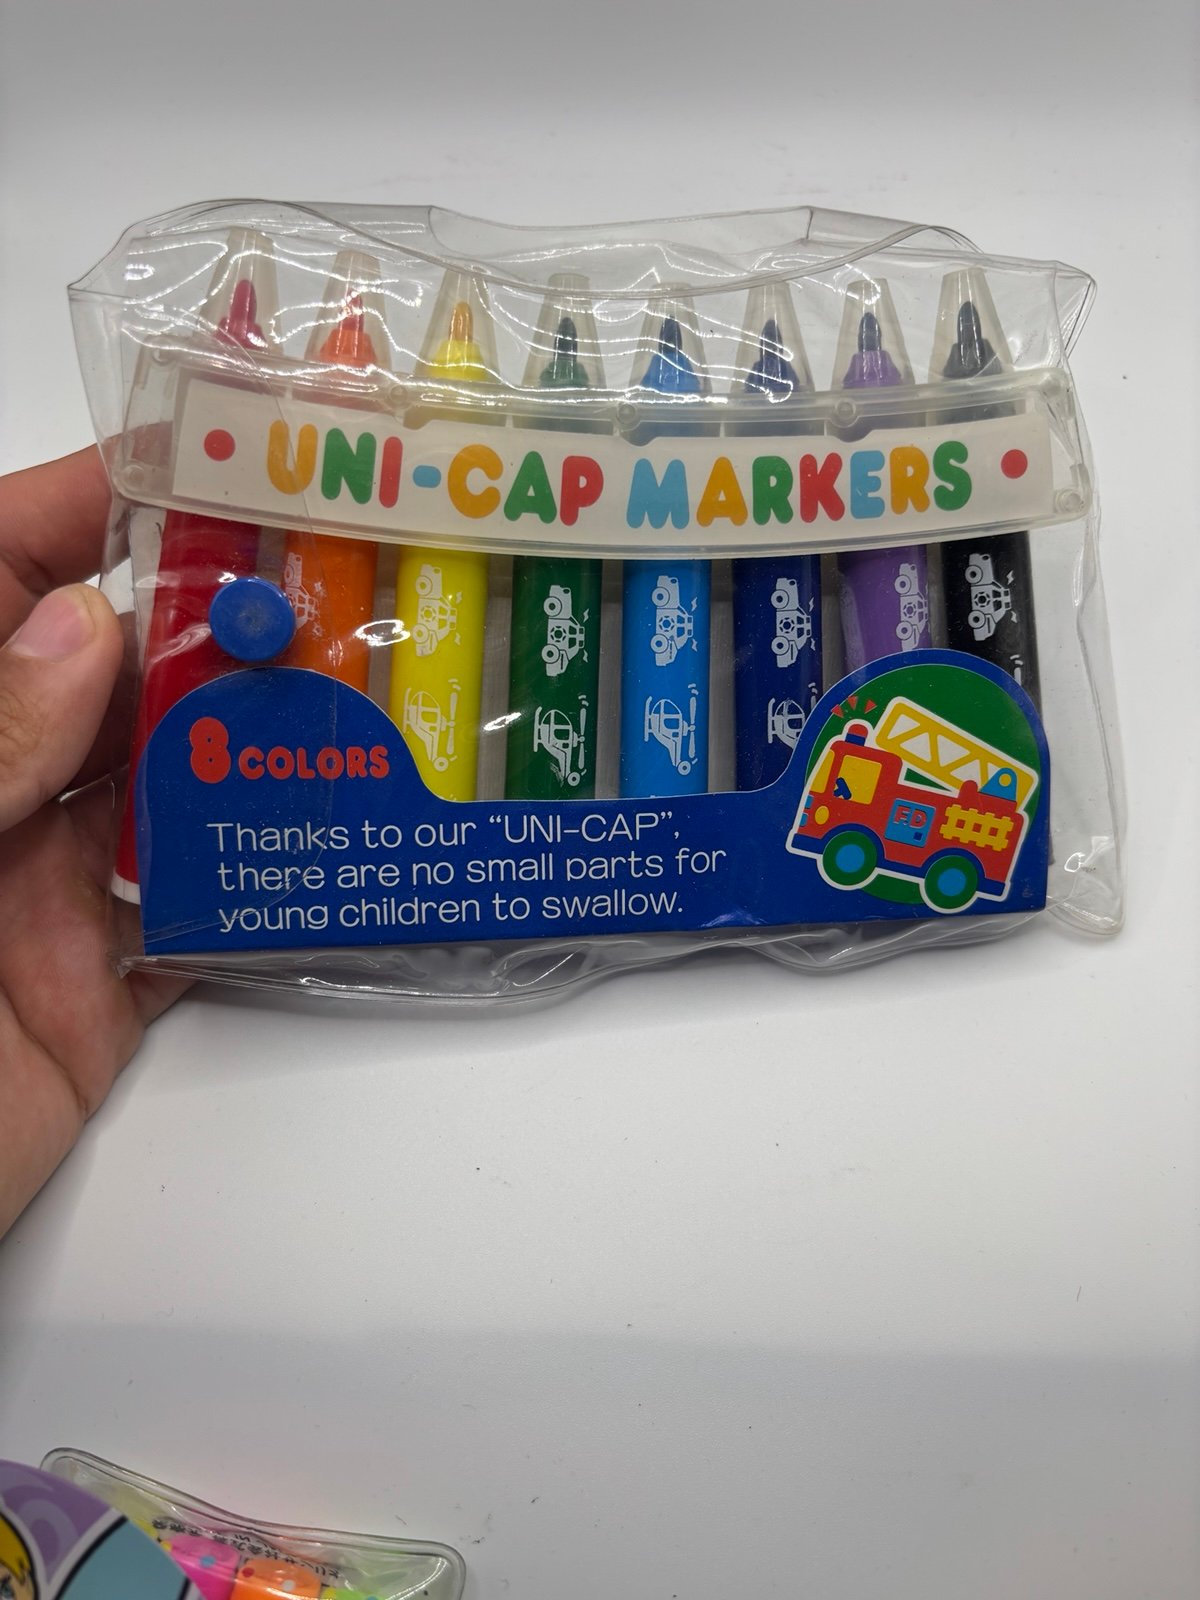 UNI-CAP MARKERS
8 COLORS
Thanks to our “UNI-CAP”,
there are no small parts for
young children to swallow.
F.D